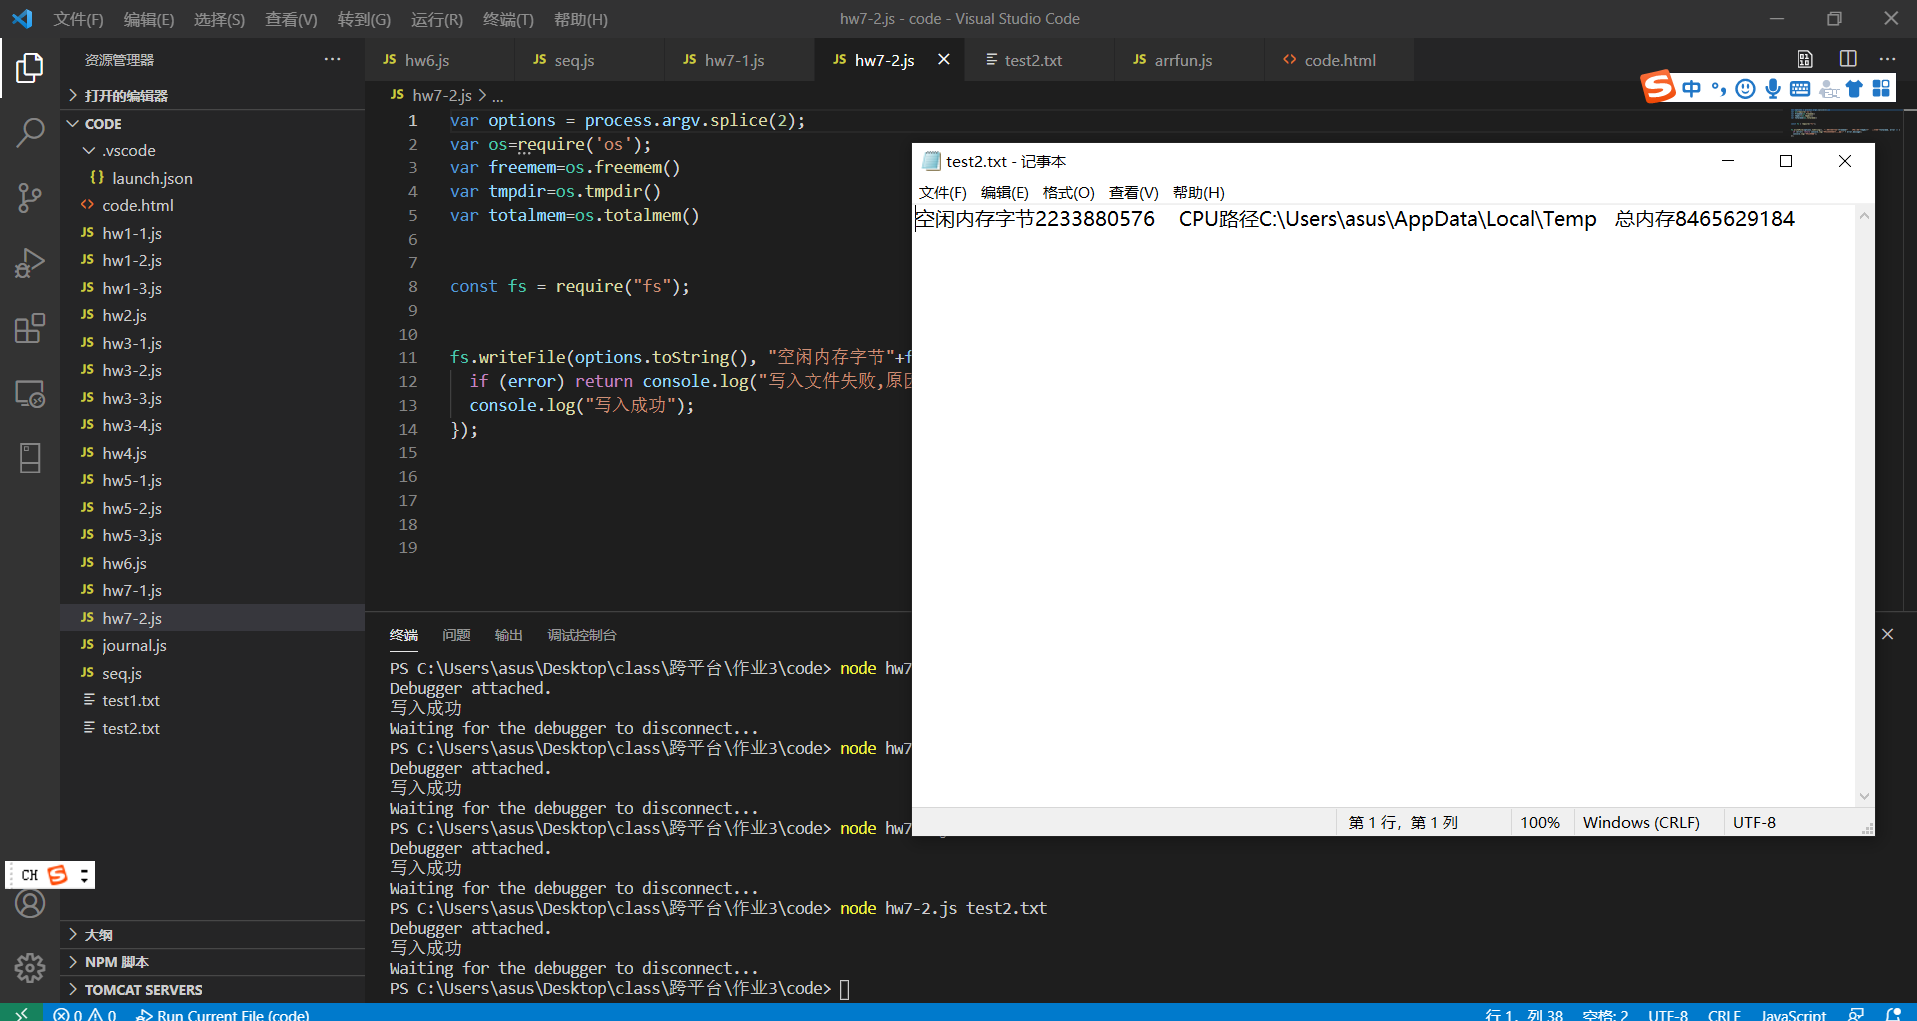 文件(F) 编辑(E) 选择(S) 查看(V) 转到(G) 运行(R) 终端(T) 帮助(H) hw7-2.js - code - Visual Studio Code
资源管理器
打开的编辑器
CODE
.vscode
{} launch.json
<> code.html
JS hw1-1.js
JS hw1-2.js
JS hw1-3.js
JS hw2.js
JS hw3-1.js
JS hw3-2.js
JS hw3-3.js
JS hw3-4.js
JS hw4.js
JS hw5-1.js
JS hw5-2.js
JS hw5-3.js
JS hw6.js
JS hw7-1.js
JS hw7-2.js
JS journal.js
JS seq.js
test1.txt
test2.txt
大纲
NPM 脚本
TOMCAT SERVERS
CH
JS hw6.js JS seq.js JS hw7-1.js JS hw7-2.js test2.txt JS arrfun.js <> code.html
中
JS hw7-2.js > ...
1 var options = process.argv.splice(2);
2 var os=require('os');
3 var freemem=os.freemem()
4 var tmpdir=os.tmpdir()
5 var totalmem=os.totalmem()
6
7
8 const fs = require("fs");
9
10
11 fs.writeFile(options.toString(), "空闲内存字节"+f
12 if (error) return console.log("写入文件失败,原因
13 console.log("写入成功");
14 });
15
16
17
18
19
test2.txt - 记事本
文件(F) 编辑(E) 格式(O) 查看(V) 帮助(H)
空闲内存字节2233880576 CPU路径C:\Users\asus\AppData\Local\Temp 总内存8465629184
第 1 行，第 1 列 100% Windows (CRLF) UTF-8
终端 问题 输出 调试控制台
PS C:\Users\asus\Desktop\class\跨平台\作业3\code> node hw7
Debugger attached.
写入成功
Waiting for the debugger to disconnect...
PS C:\Users\asus\Desktop\class\跨平台\作业3\code> node hw7
Debugger attached.
写入成功
Waiting for the debugger to disconnect...
PS C:\Users\asus\Desktop\class\跨平台\作业3\code> node hw7
Debugger attached.
写入成功
Waiting for the debugger to disconnect...
PS C:\Users\asus\Desktop\class\跨平台\作业3\code> node hw7-2.js test2.txt
Debugger attached.
写入成功
Waiting for the debugger to disconnect...
PS C:\Users\asus\Desktop\class\跨平台\作业3\code>
0 0 Run Current File (code) 行 1，列 38 空格: 2 UTF-8 CRLF JavaScript